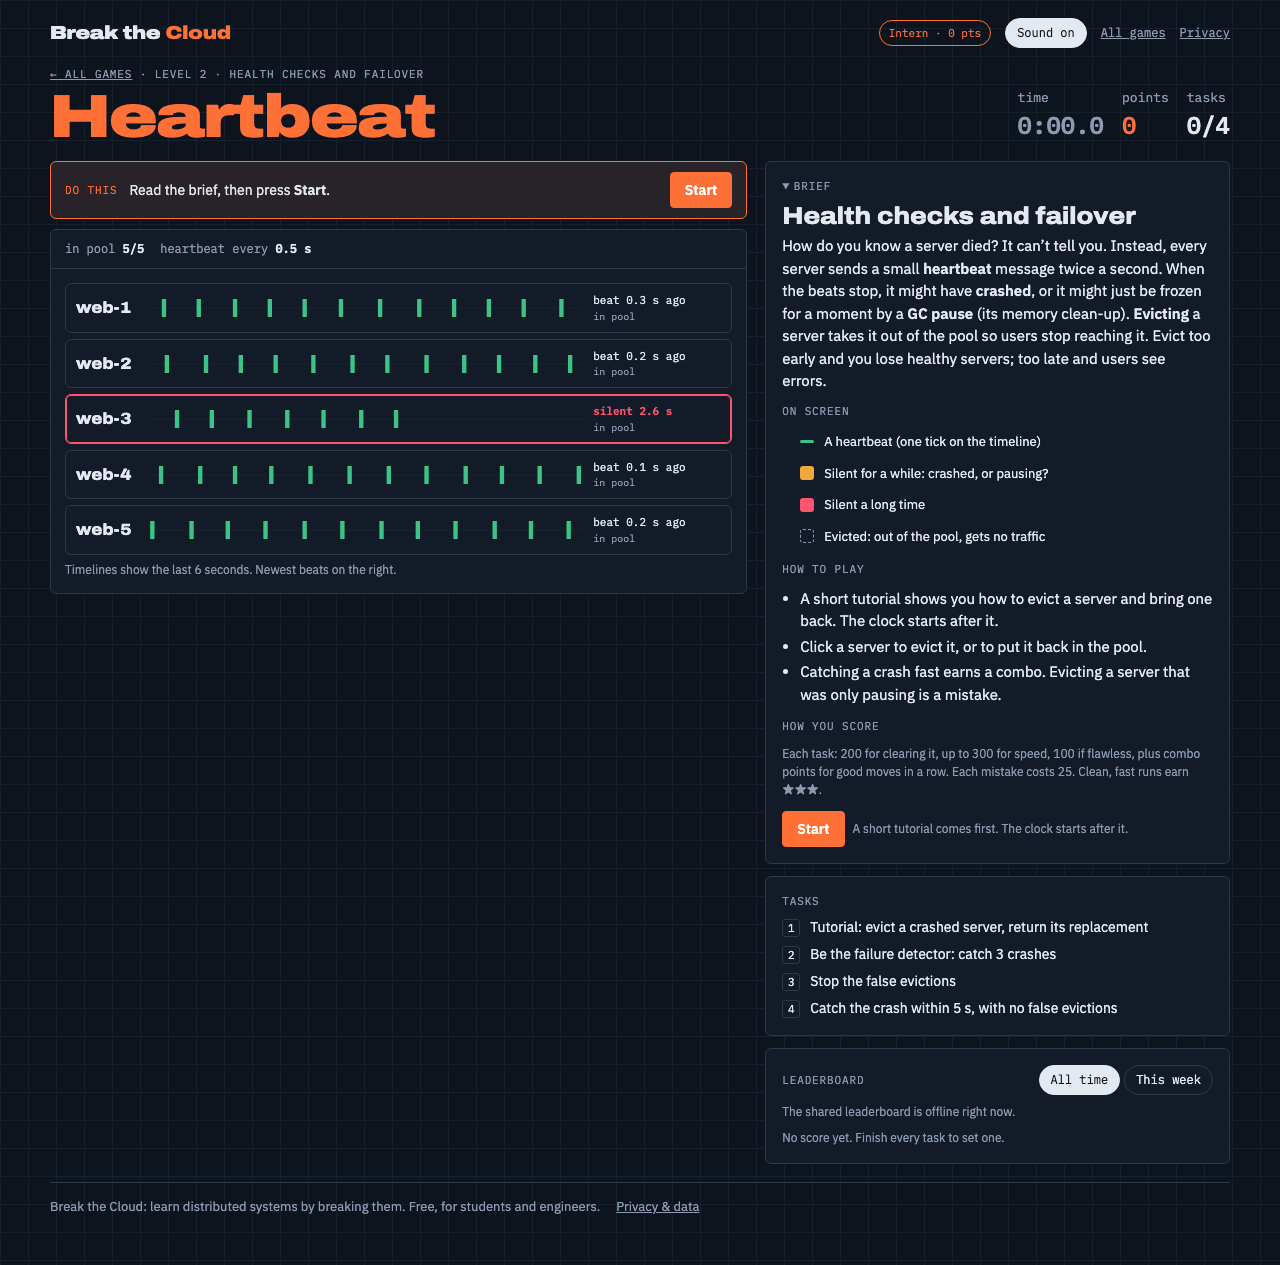 Break the Cloud
Intern · 0 pts
Sound on
All games
Privacy
← ALL GAMES · LEVEL 2 · HEALTH CHECKS AND FAILOVER
Heartbeat
time
0:00.0
points
0
tasks
0/4
DO THIS Read the brief, then press Start.
Start
in pool 5/5 heartbeat every 0.5 s
web-1
beat 0.3 s ago
in pool
web-2
beat 0.2 s ago
in pool
web-3
silent 2.6 s
in pool
web-4
beat 0.1 s ago
in pool
web-5
beat 0.2 s ago
in pool
Timelines show the last 6 seconds. Newest beats on the right.
▼ BRIEF
Health checks and failover
How do you know a server died? It can’t tell you. Instead, every
server sends a small heartbeat message twice a second. When
the beats stop, it might have crashed, or it might just be frozen
for a moment by a GC pause (its memory clean-up). Evicting a
server takes it out of the pool so users stop reaching it. Evict too
early and you lose healthy servers; too late and users see
errors.
ON SCREEN
A heartbeat (one tick on the timeline)
Silent for a while: crashed, or pausing?
Silent a long time
Evicted: out of the pool, gets no traffic
HOW TO PLAY
• A short tutorial shows you how to evict a server and bring one
back. The clock starts after it.
• Click a server to evict it, or to put it back in the pool.
• Catching a crash fast earns a combo. Evicting a server that
was only pausing is a mistake.
HOW YOU SCORE
Each task: 200 for clearing it, up to 300 for speed, 100 if flawless, plus combo
points for good moves in a row. Each mistake costs 25. Clean, fast runs earn
★★★.
Start
A short tutorial comes first. The clock starts after it.
TASKS
1 Tutorial: evict a crashed server, return its replacement
2 Be the failure detector: catch 3 crashes
3 Stop the false evictions
4 Catch the crash within 5 s, with no false evictions
LEADERBOARD
All time
This week
The shared leaderboard is offline right now.
No score yet. Finish every task to set one.
Break the Cloud: learn distributed systems by breaking them. Free, for students and engineers. Privacy & data